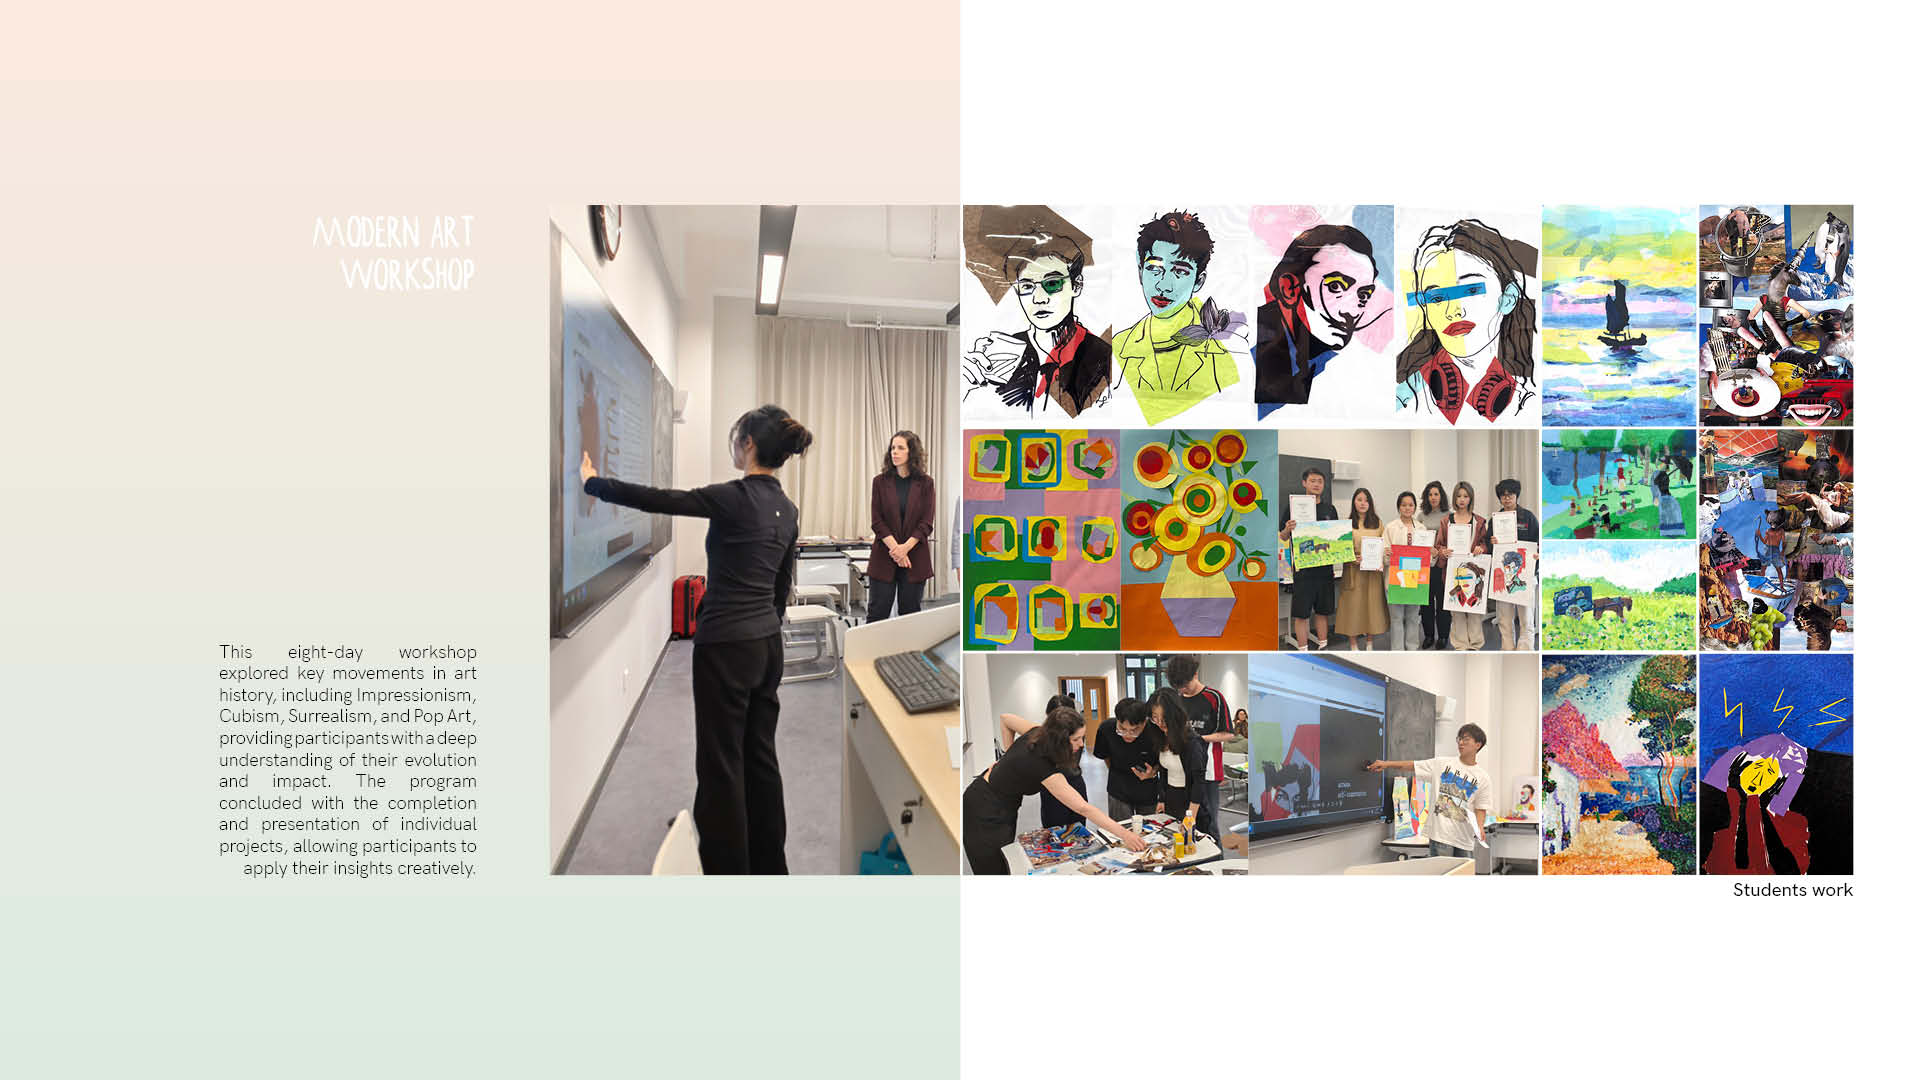 MODERN ART
WORKSHOP
This eight-day workshop
explored key movements in art
history, including Impressionism,
Cubism, Surrealism, and Pop Art,
providing participants with a deep
understanding of their evolution
and impact. The program
concluded with the completion
and presentation of individual
projects, allowing participants to
apply their insights creatively.
Students work